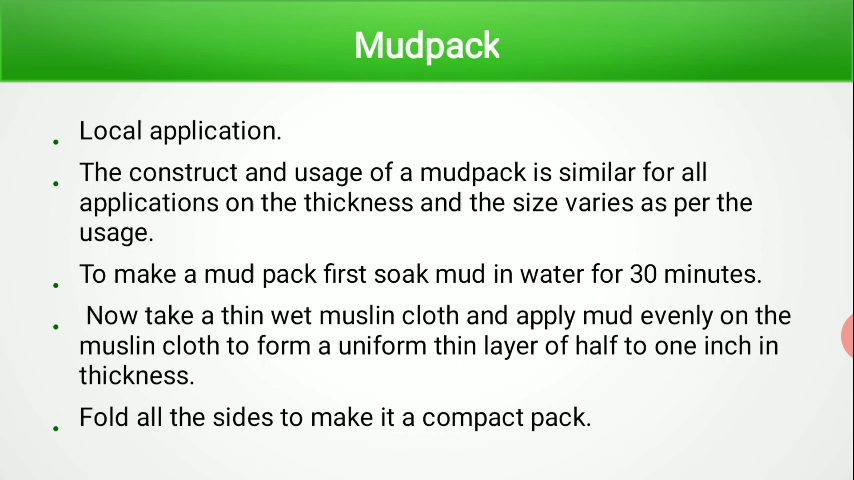 Mudpack
Local application.
The construct and usage of a mudpack is similar for all
applications on the thickness and the size varies as per the
usage.
To make a mud pack first soak mud in water for 30 minutes.
Now take a thin wet muslin cloth and apply mud evenly on the
muslin cloth to form a uniform thin layer of half to one inch in
thickness.
Fold all the sides to make it a compact pack.